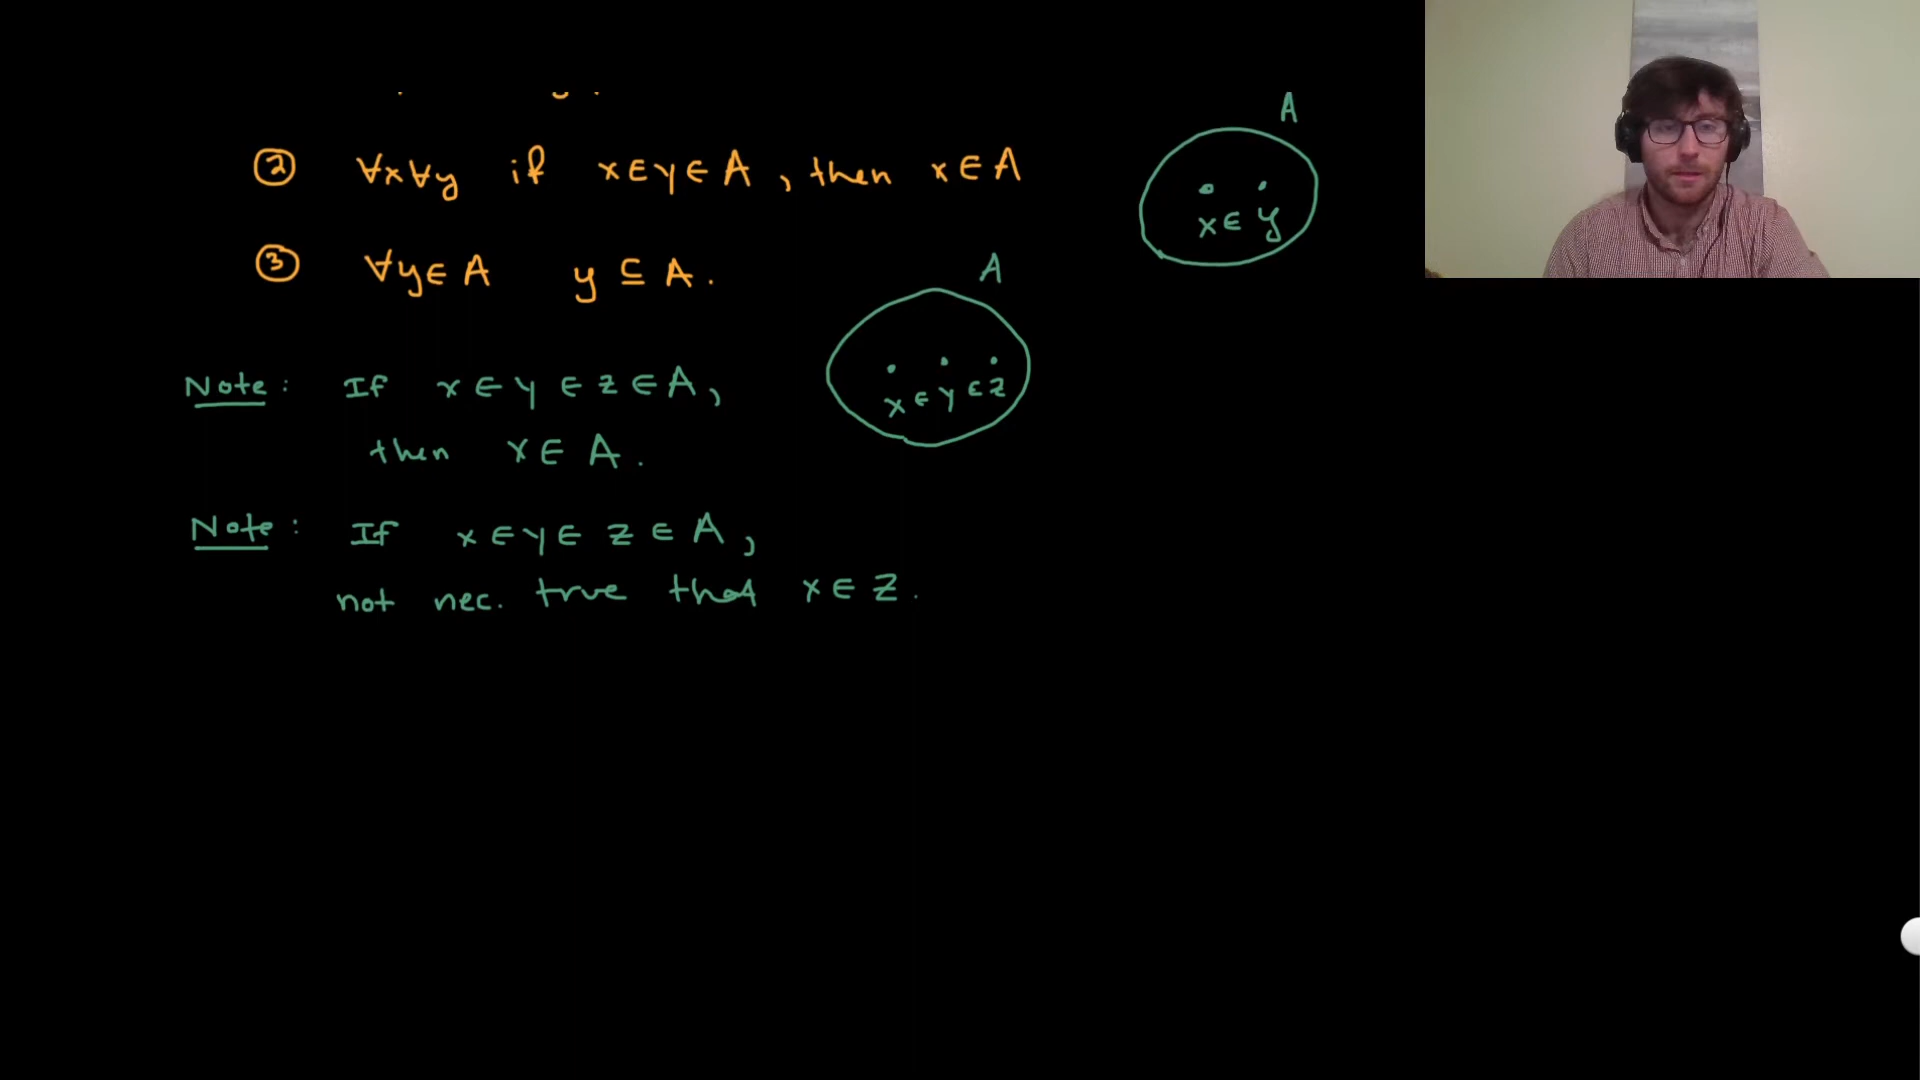 A
② ∀x∀y if x∈y∈A, then x∈A
x∈y
③ ∀y∈A y ⊆ A.
A
Note: If x∈y∈z∈A,
x∈y∈z
then x∈A.
Note: If x∈y∈z∈A,
not nec. true that x∈z.